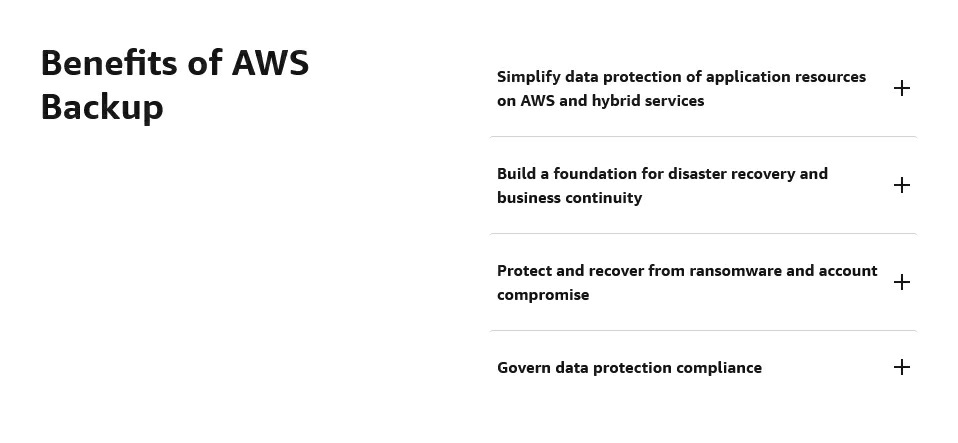 Benefits of AWS
Backup
Simplify data protection of application resources
on AWS and hybrid services
Build a foundation for disaster recovery and
business continuity
Protect and recover from ransomware and account
compromise
Govern data protection compliance